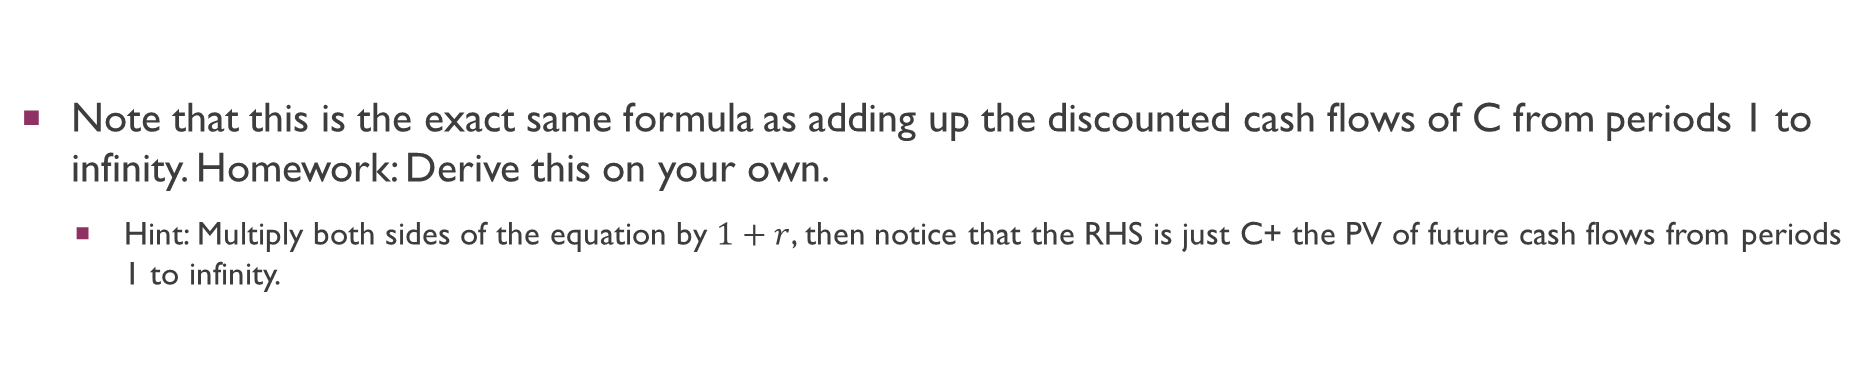 ▪ Note that this is the exact same formula as adding up the discounted cash flows of C from periods 1 to
infinity. Homework: Derive this on your own.
▪ Hint: Multiply both sides of the equation by 1 + r, then notice that the RHS is just C+ the PV of future cash flows from periods
1 to infinity.